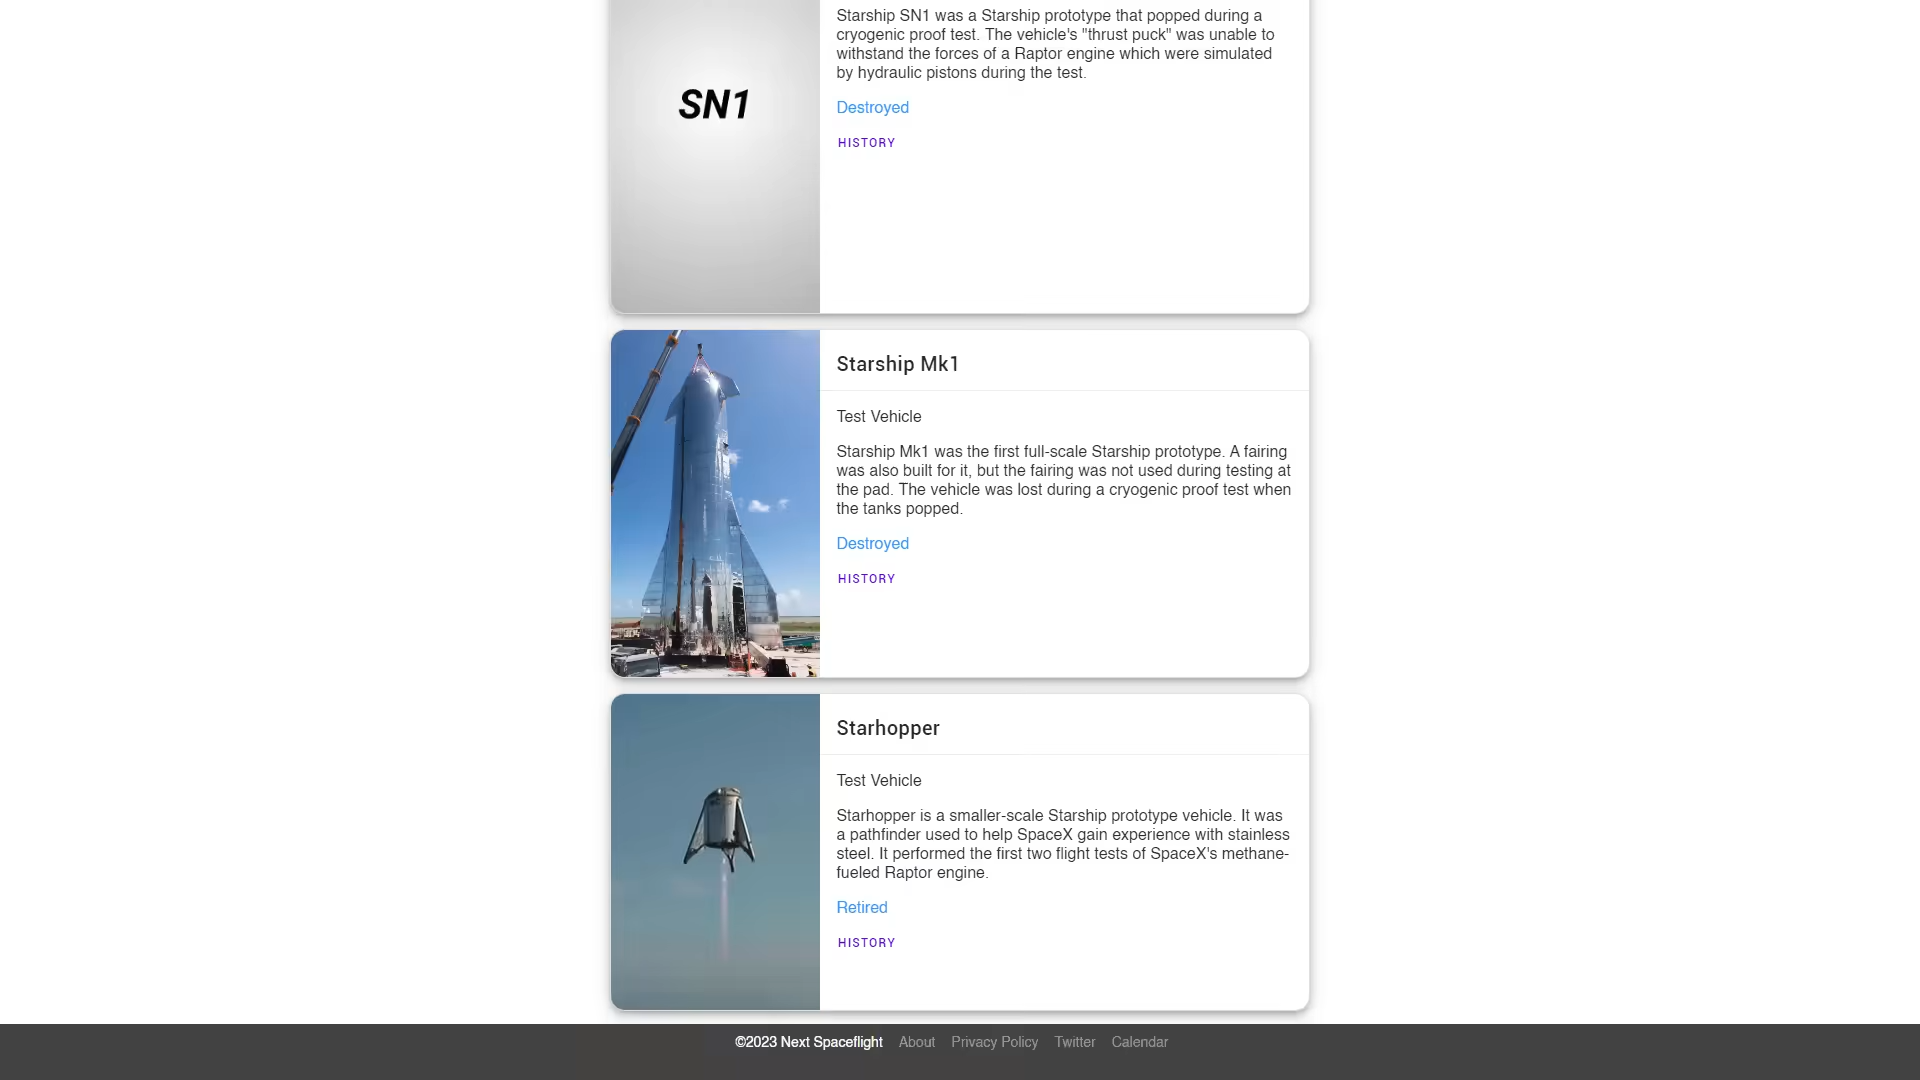 Starship SN1 was a Starship prototype that popped during a
cryogenic proof test. The vehicle's "thrust puck" was unable to
withstand the forces of a Raptor engine which were simulated
by hydraulic pistons during the test.
SN1
Destroyed
HISTORY
Starship Mk1
Test Vehicle
Starship Mk1 was the first full-scale Starship prototype. A fairing
was also built for it, but the fairing was not used during testing at
the pad. The vehicle was lost during a cryogenic proof test when
the tanks popped.
Destroyed
HISTORY
Starhopper
Test Vehicle
Starhopper is a smaller-scale Starship prototype vehicle. It was
a pathfinder used to help SpaceX gain experience with stainless
steel. It performed the first two flight tests of SpaceX's methane-
fueled Raptor engine.
Retired
HISTORY
©2023 Next Spaceflight About Privacy Policy Twitter Calendar